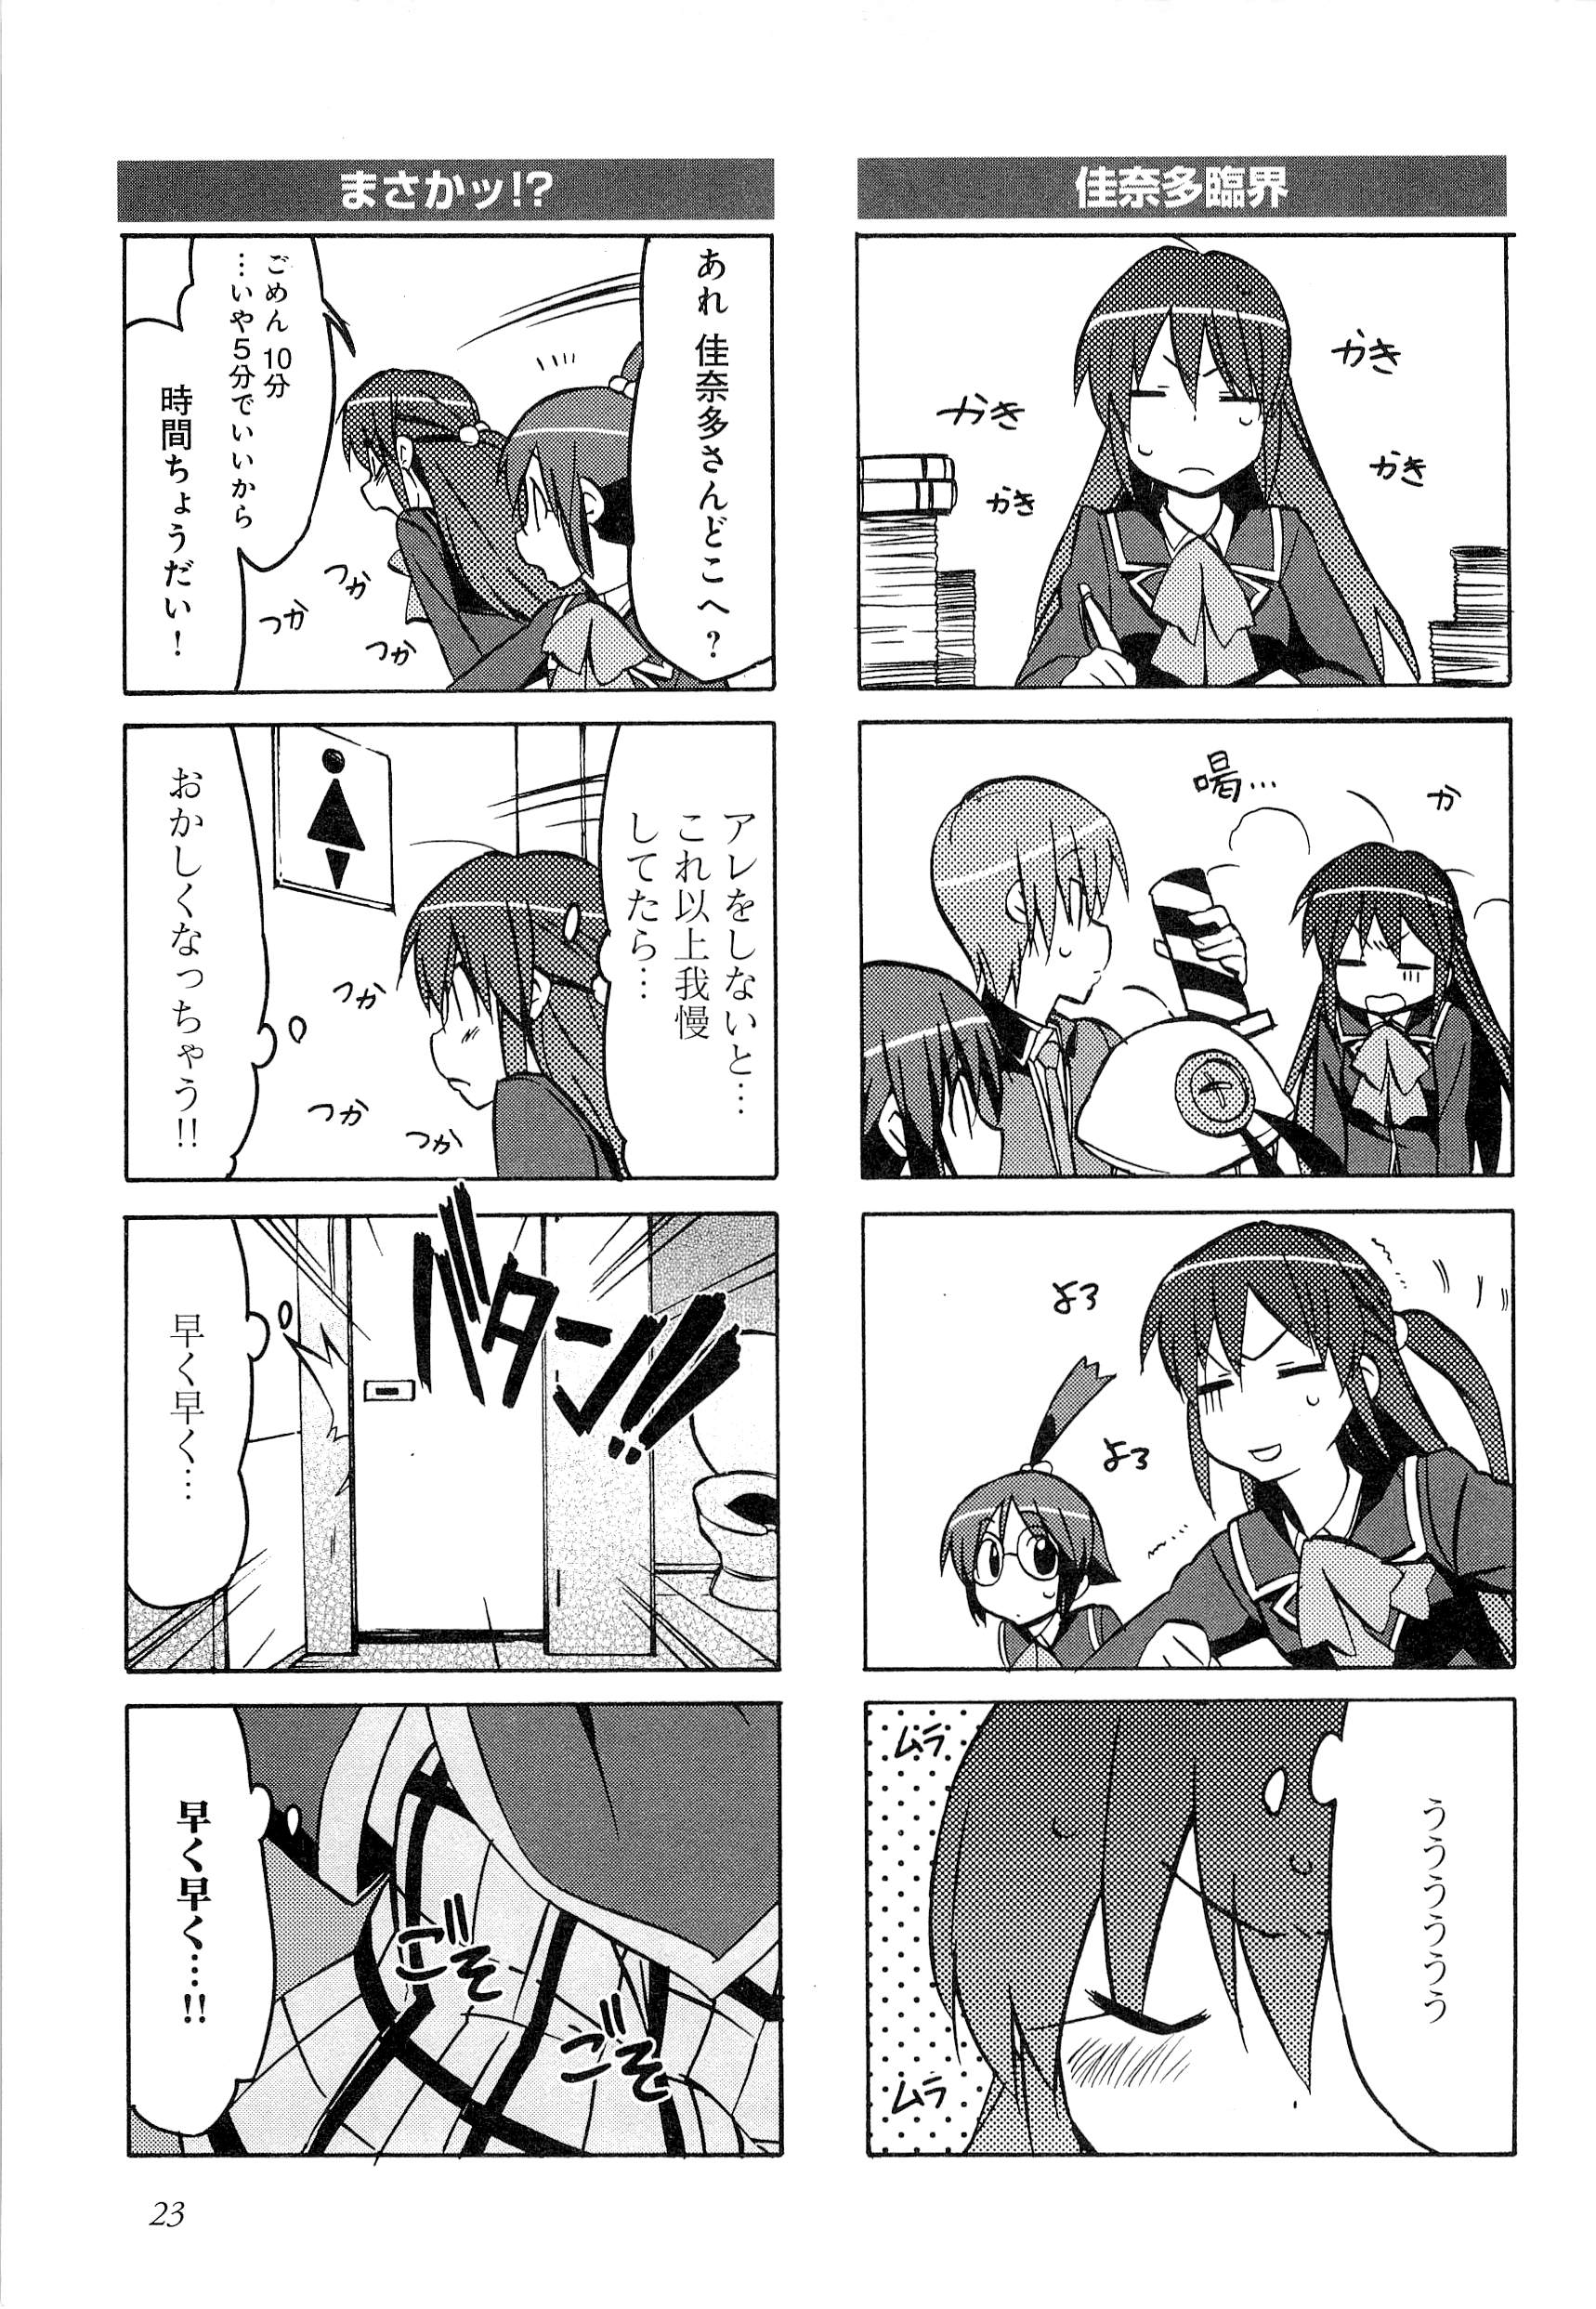 佳奈多臨界
かき
かき
かき
かき
か
喝…
よろ
よろ
うううううう
ムラ
ムラ
まさかッ!?
あれ 佳奈多さんどこへ?
ごめん 10分
…いや5分でいいから
時間ちょうだい!
つか
つか
つか
アレをしないと…
これ以上我慢
してたら…
おかしくなっちゃう!!
つか
つか
つか
バタン!!!
早く早く…
早く早く…!!
ごそ
ごそ
23